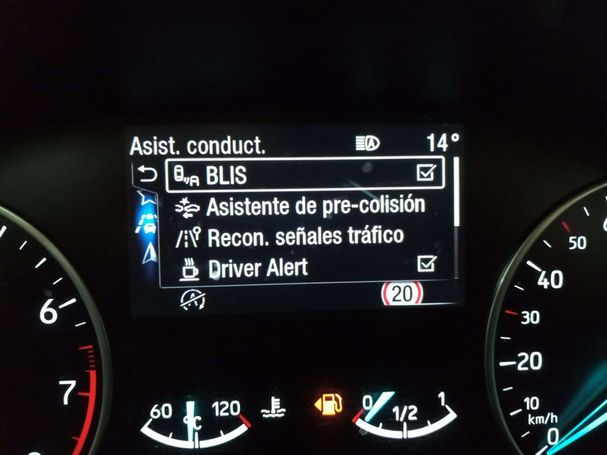 Asist. conduct. 14°
BLIS
Asistente de pre-colisión
Recon. señales tráfico
Driver Alert
20
6
7
60 120
°C
0 1/2 1
50
40
30
20
10
km/h
0